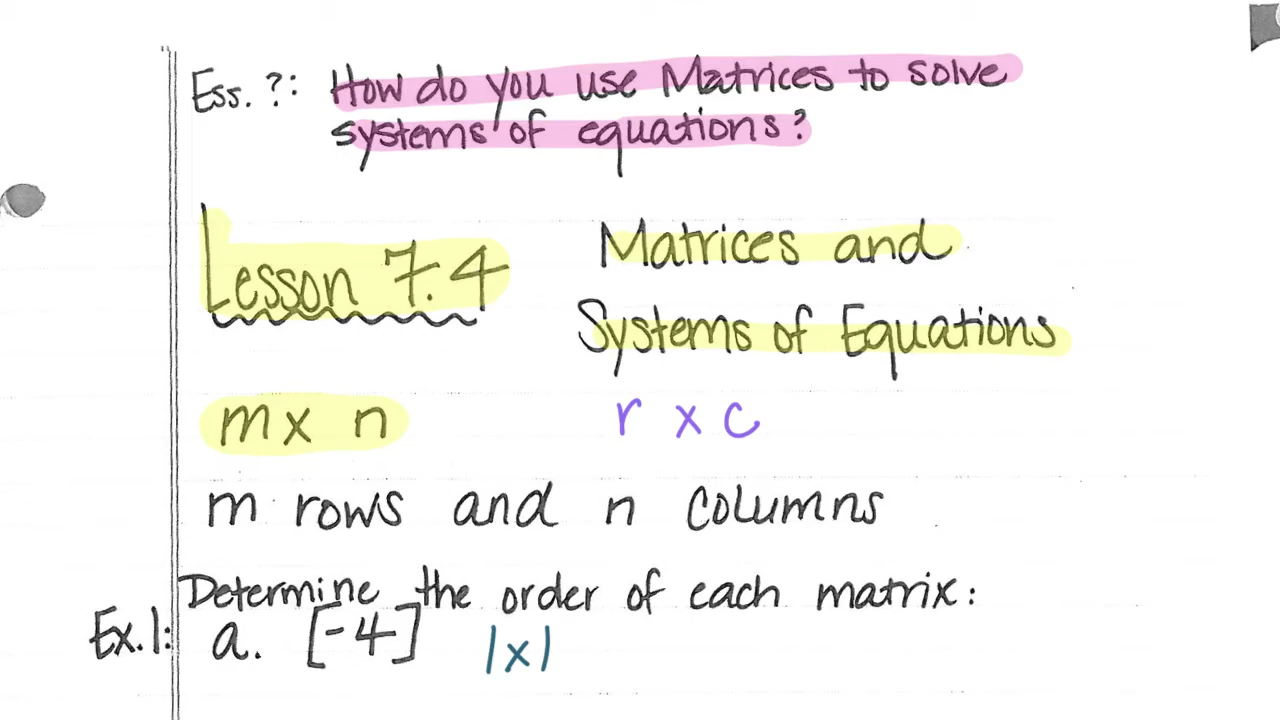 Ess. ?: How do you use Matrices to solve
systems of equations?
Lesson 7.4
Matrices and
Systems of Equations
m x n
r x c
m rows and n columns
Determine the order of each matrix:
Ex. 1: a. [-4] 1x1